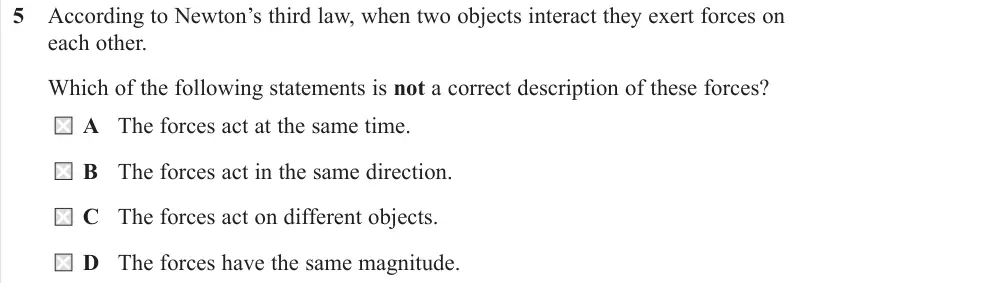 5 According to Newton's third law, when two objects interact they exert forces on
each other.
Which of the following statements is not a correct description of these forces?
A The forces act at the same time.
B The forces act in the same direction.
C The forces act on different objects.
D The forces have the same magnitude.